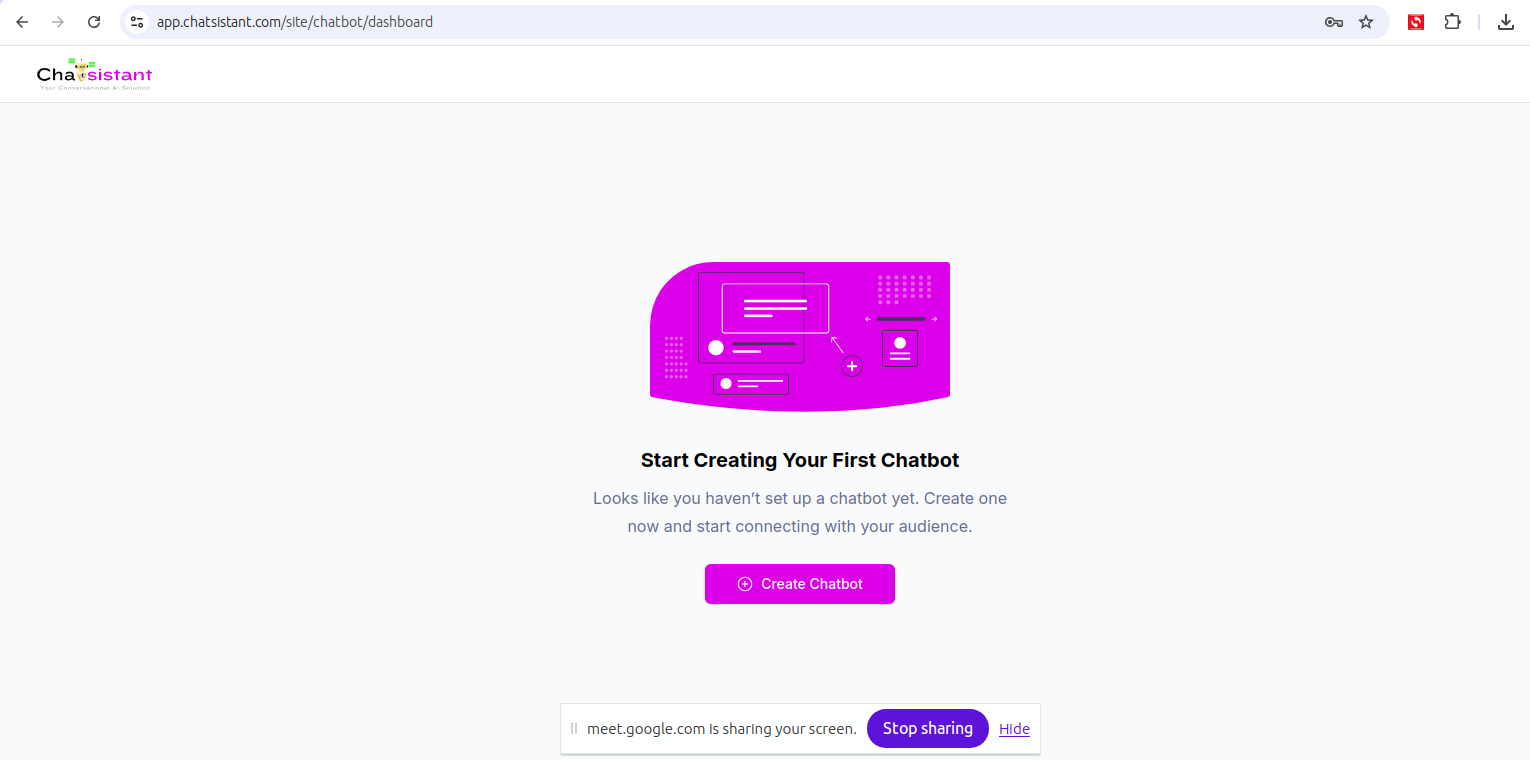 app.chatsistant.com/site/chatbot/dashboard
Chatsistant
Your Conversational AI Solution
Start Creating Your First Chatbot
Looks like you haven’t set up a chatbot yet. Create one
now and start connecting with your audience.
Create Chatbot
meet.google.com is sharing your screen. Stop sharing Hide